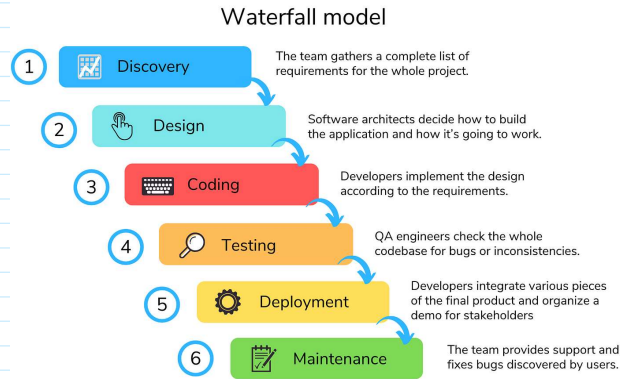 Waterfall model
1
Discovery
The team gathers a complete list of
requirements for the whole project.
2
Design
Software architects decide how to build
the application and how it's going to work.
3
Coding
Developers implement the design
according to the requirements.
4
Testing
QA engineers check the whole
codebase for bugs or inconsistencies.
5
Deployment
Developers integrate various pieces
of the final product and organize a
demo for stakeholders
6
Maintenance
The team provides support and
fixes bugs discovered by users.